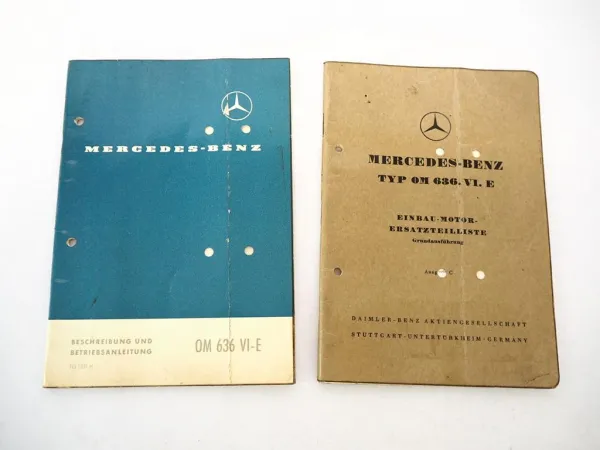 MERCEDES-BENZ
BESCHREIBUNG UND
BETRIEBSANLEITUNG
OM 636 VI-E
MERCEDES-BENZ
TYP OM 636. VI. E
EINBAU-MOTOR-
ERSATZTEILLISTE
Grundausführung
C
DAIMLER-BENZ AKTIENGESELLSCHAFT
STUTTGART-UNTERTÜRKHEIM-GERMANY